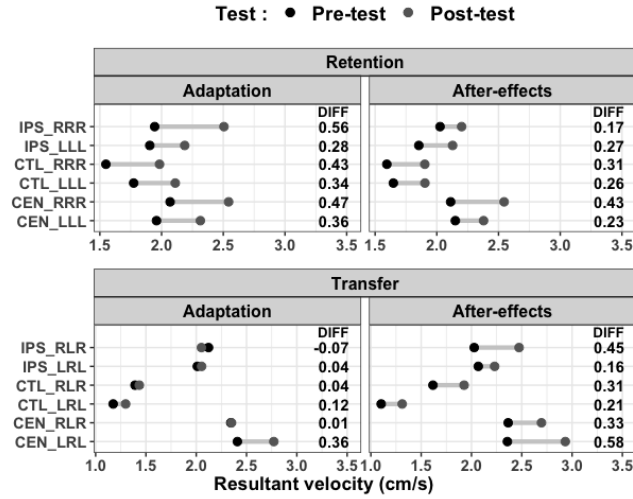 Test : Pre-test Post-test
Retention
Adaptation After-effects
DIFF DIFF
IPS_RRR 0.56 0.17
IPS_LLL 0.28 0.27
CTL_RRR 0.43 0.31
CTL_LLL 0.34 0.26
CEN_RRR 0.47 0.43
CEN_LLL 0.36 0.23
1.5 2.0 2.5 3.0 3.5 1.5 2.0 2.5 3.0 3.5
Transfer
Adaptation After-effects
DIFF DIFF
IPS_RLR -0.07 0.45
IPS_LRL 0.04 0.16
CTL_RLR 0.04 0.31
CTL_LRL 0.12 0.21
CEN_RLR 0.01 0.33
CEN_LRL 0.36 0.58
1.0 1.5 2.0 2.5 3.0 3.5 1.0 1.5 2.0 2.5 3.0 3.5
Resultant velocity (cm/s)